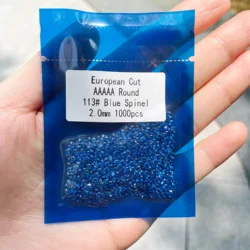 European Cut
AAAAA Round
113# Blue Spinel
2.0mm 1000pcs